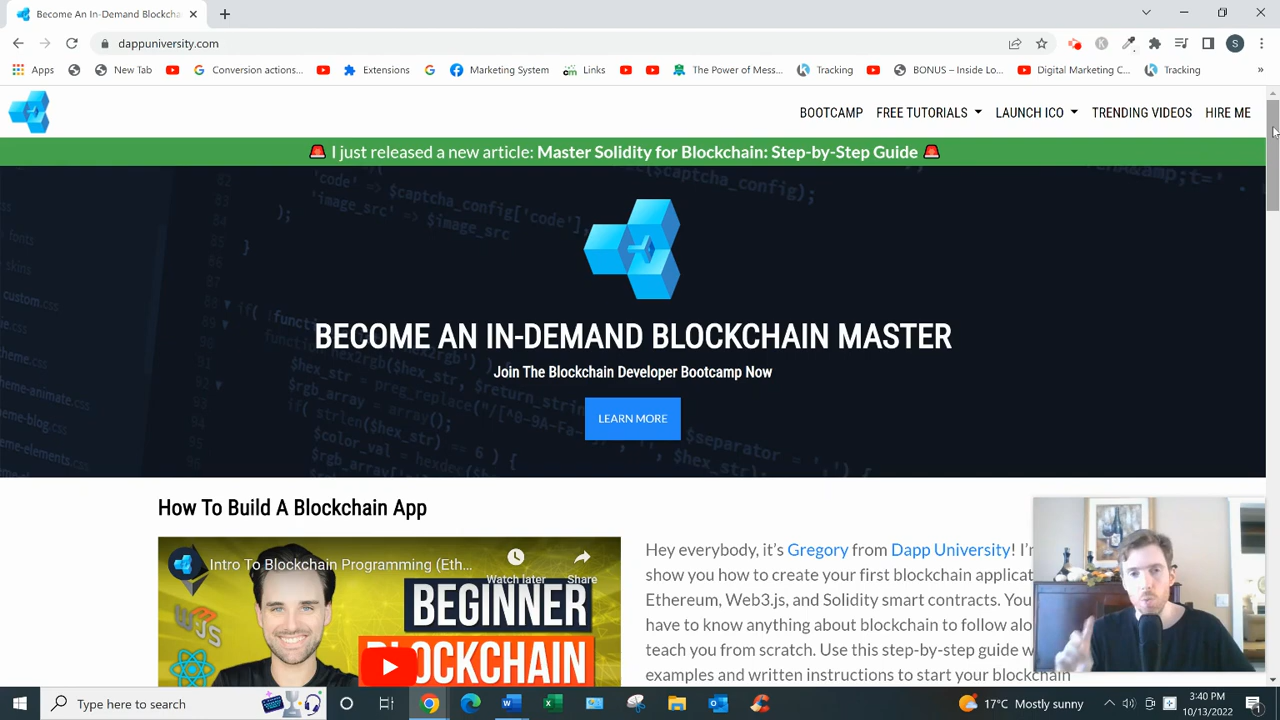 Become An In-Demand Blockcha
dappuniversity.com
Apps
New Tab
Conversion actions...
Extensions
Marketing System
Links
The Power of Mess...
Tracking
BONUS – Inside Lo...
Digital Marketing C...
Tracking
»
BOOTCAMP FREE TUTORIALS LAUNCH ICO TRENDING VIDEOS HIRE ME
🚨 I just released a new article: Master Solidity for Blockchain: Step-by-Step Guide 🚨
BECOME AN IN-DEMAND BLOCKCHAIN MASTER
Join The Blockchain Developer Bootcamp Now
LEARN MORE
How To Build A Blockchain App
Intro To Blockchain Programming (Eth...
Watch later
Share
BEGINNER
BLOCKCHAIN
Hey everybody, it's Gregory from Dapp University! I'
show you how to create your first blockchain applicat
Ethereum, Web3.js, and Solidity smart contracts. You
have to know anything about blockchain to follow alo
teach you from scratch. Use this step-by-step guide w
examples and written instructions to start your blockchain
Type here to search
17°C Mostly sunny
3:40 PM
10/13/2022